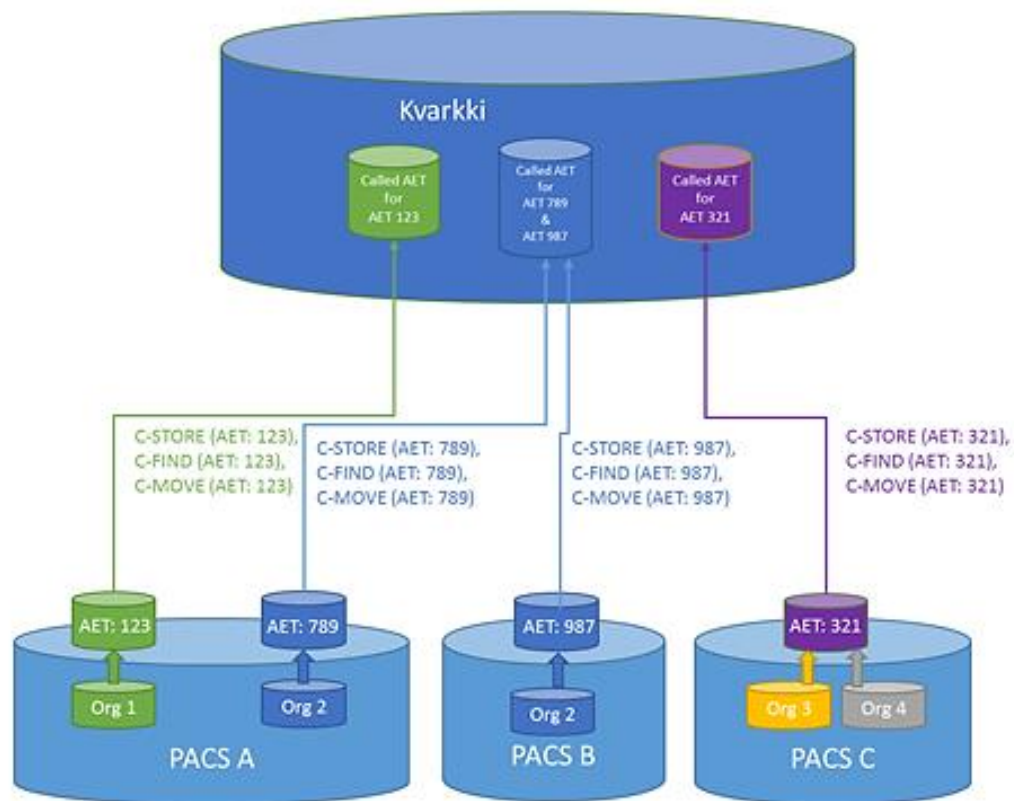 Kvarkki
Called AET
for
AET 123
Called AET
for
AET 789
&
AET 987
Called AET
for
AET 321
C-STORE (AET: 123),
C-FIND (AET: 123),
C-MOVE (AET: 123)
C-STORE (AET: 789),
C-FIND (AET: 789),
C-MOVE (AET: 789)
C-STORE (AET: 987),
C-FIND (AET: 987),
C-MOVE (AET: 987)
C-STORE (AET: 321),
C-FIND (AET: 321),
C-MOVE (AET: 321)
AET: 123
AET: 789
AET: 987
AET: 321
Org 1
Org 2
Org 2
Org 3
Org 4
PACS A
PACS B
PACS C